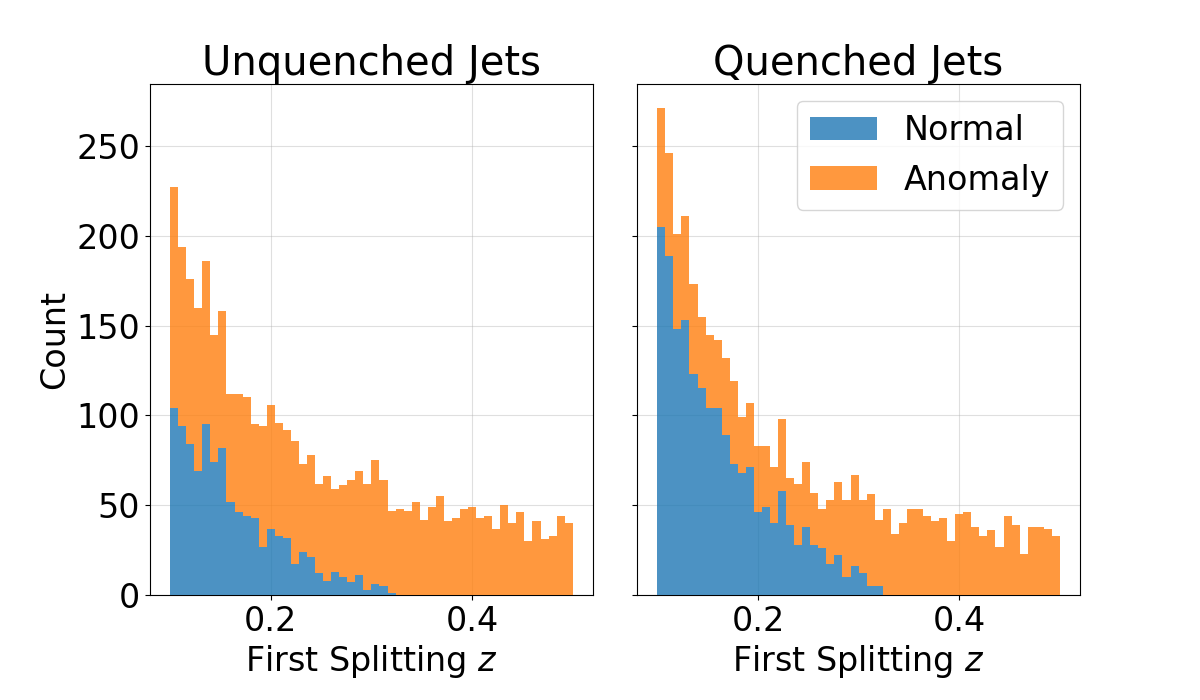 Unquenched Jets
Quenched Jets
Normal
Anomaly
Count
250
200
150
100
50
0
0.2
0.4
0.2
0.4
First Splitting z
First Splitting z